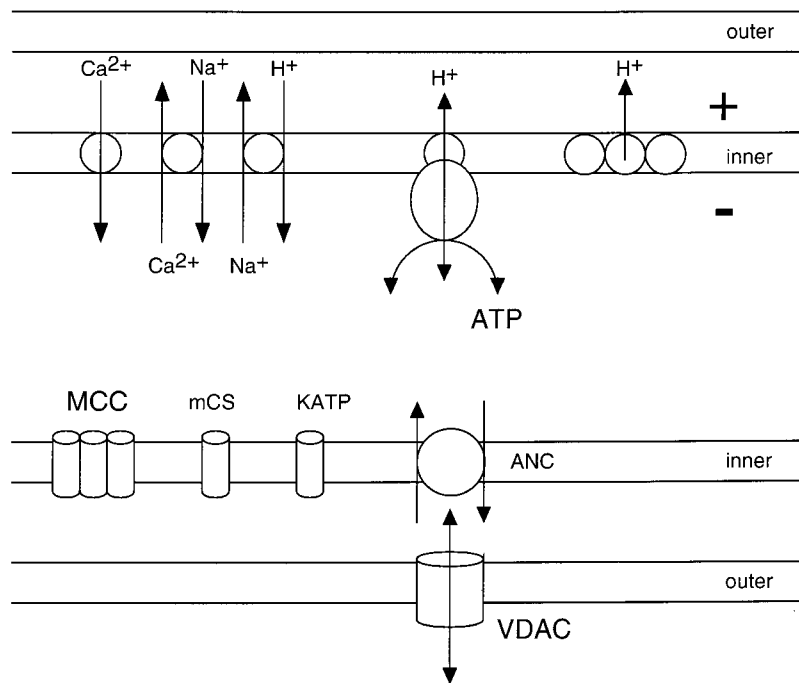 outer
Ca2+ Na+ H+ H+ H+
+
inner
-
Ca2+ Na+
ATP
MCC mCS KATP
ANC inner
outer
VDAC